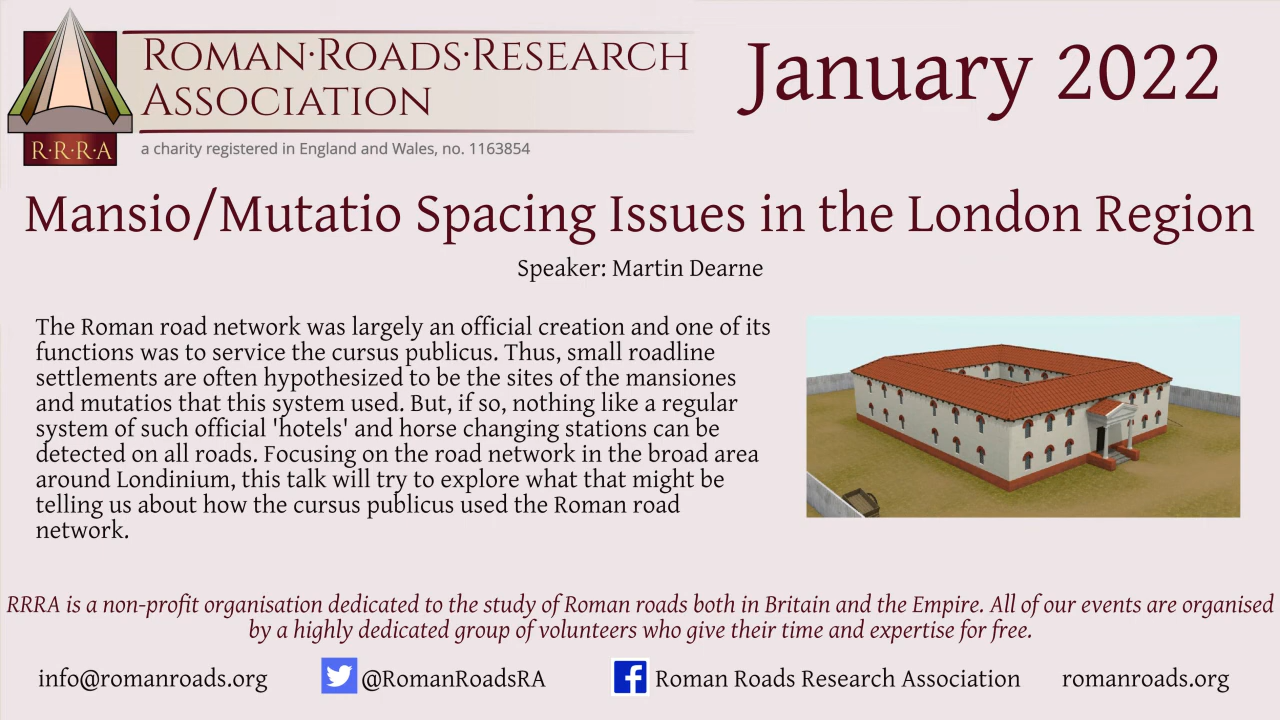 ROMAN·ROADS·RESEARCH
ASSOCIATION
R·R·R·A
a charity registered in England and Wales, no. 1163854
January 2022
Mansio/Mutatio Spacing Issues in the London Region
Speaker: Martin Dearne
The Roman road network was largely an official creation and one of its
functions was to service the cursus publicus. Thus, small roadline
settlements are often hypothesized to be the sites of the mansiones
and mutatios that this system used. But, if so, nothing like a regular
system of such official 'hotels' and horse changing stations can be
detected on all roads. Focusing on the road network in the broad area
around Londinium, this talk will try to explore what that might be
telling us about how the cursus publicus used the Roman road
network.
RRRA is a non-profit organisation dedicated to the study of Roman roads both in Britain and the Empire. All of our events are organised
by a highly dedicated group of volunteers who give their time and expertise for free.
info@romanroads.org
@RomanRoadsRA
Roman Roads Research Association
romanroads.org